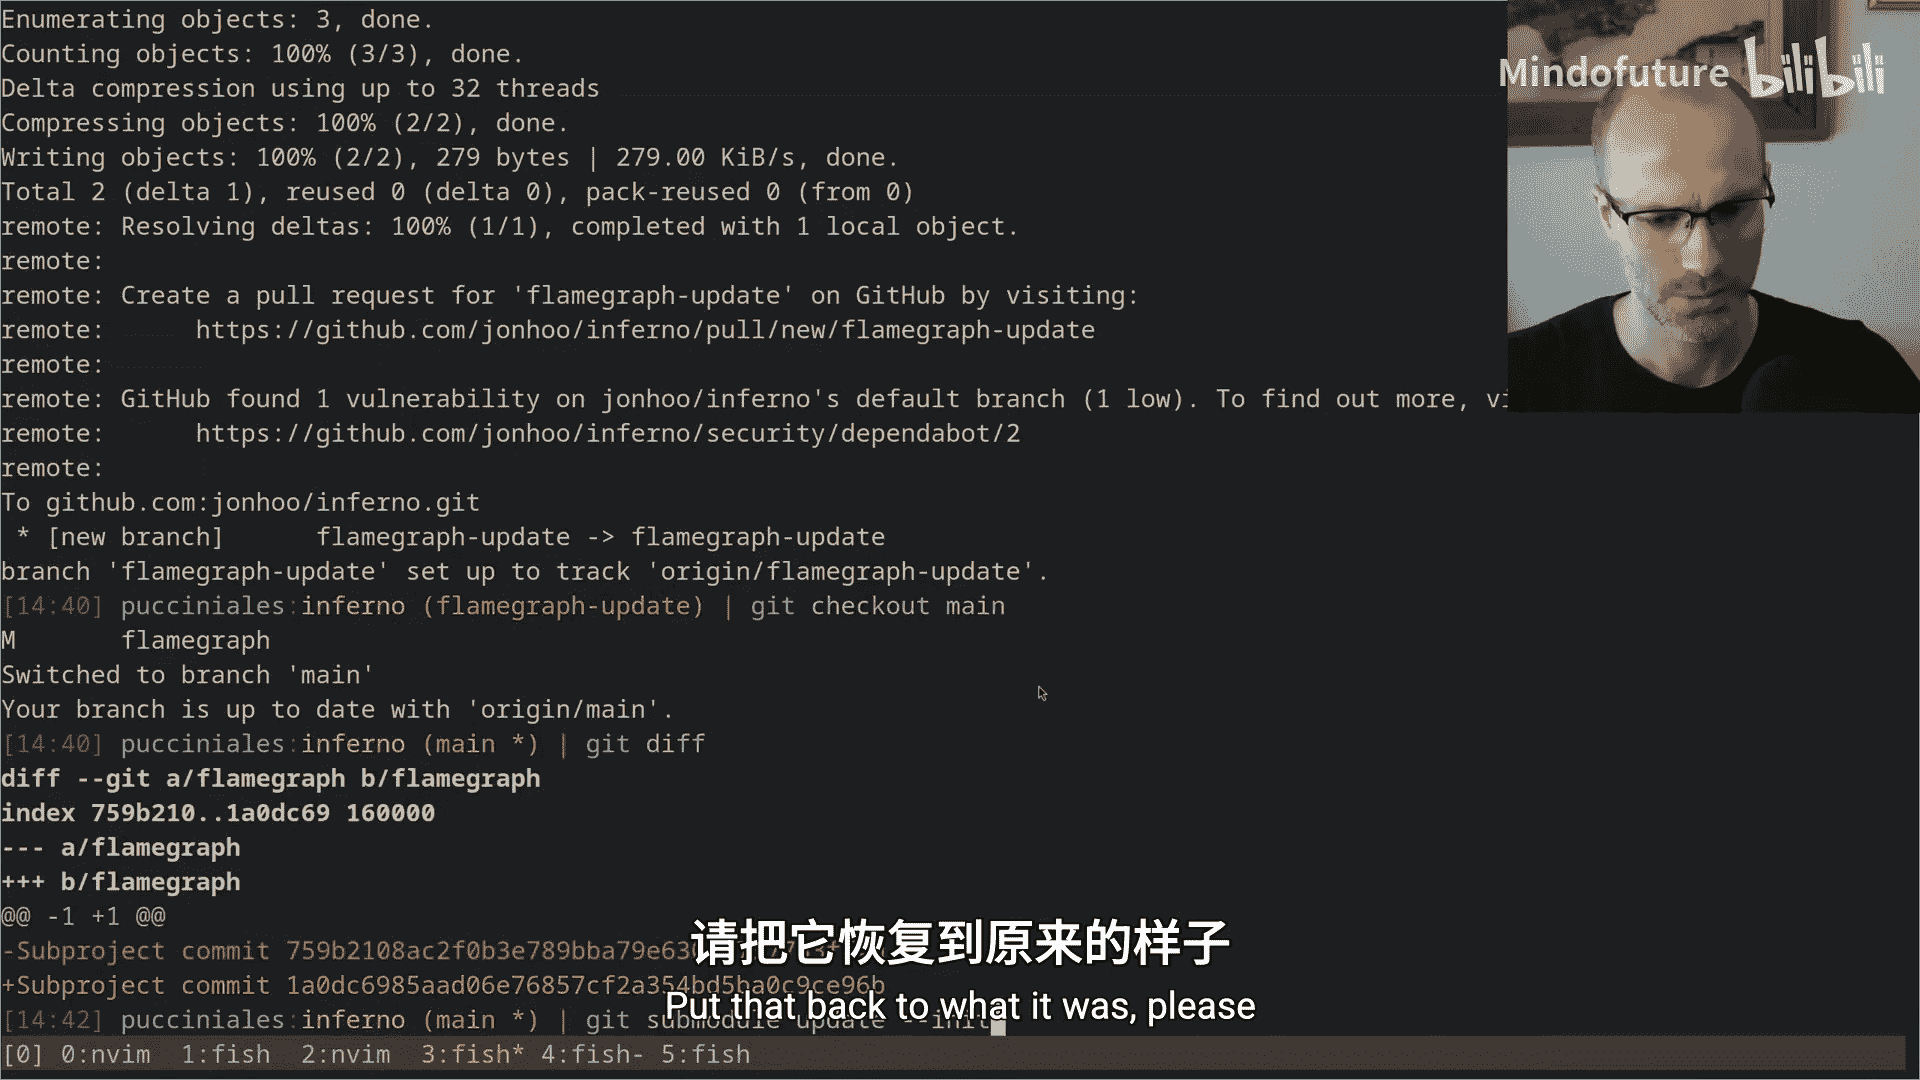 Enumerating objects: 3, done.
Counting objects: 100% (3/3), done.
Delta compression using up to 32 threads
Compressing objects: 100% (2/2), done.
Writing objects: 100% (2/2), 279 bytes | 279.00 KiB/s, done.
Total 2 (delta 1), reused 0 (delta 0), pack-reused 0 (from 0)
remote: Resolving deltas: 100% (1/1), completed with 1 local object.
remote:
remote: Create a pull request for 'flamegraph-update' on GitHub by visiting:
remote:      https://github.com/jonhoo/inferno/pull/new/flamegraph-update
remote:
remote: GitHub found 1 vulnerability on jonhoo/inferno's default branch (1 low). To find out more,
remote:      https://github.com/jonhoo/inferno/security/dependabot/2
remote:
To github.com:jonhoo/inferno.git
 * [new branch]      flamegraph-update -> flamegraph-update
branch 'flamegraph-update' set up to track 'origin/flamegraph-update'.
[14:40] pucciniales:inferno (flamegraph-update) | git checkout main
M       flamegraph
Switched to branch 'main'
Your branch is up to date with 'origin/main'.
[14:40] pucciniales:inferno (main *) | git diff
diff --git a/flamegraph b/flamegraph
index 759b210..1a0dc69 160000
--- a/flamegraph
+++ b/flamegraph
@@ -1 +1 @@
-Subproject commit
+Subproject commit 1a0dc6985aad06e76857cf2a354bd5ba0c9ce96b
[14:42] pucciniales:inferno (main *) | git submodule update --init
[0] 0:nvim  1:fish  2:nvim  3:fish* 4:fish- 5:fish
Mindofuture bilibili
请把它恢复到原来的样子
Put that back to what it was, please